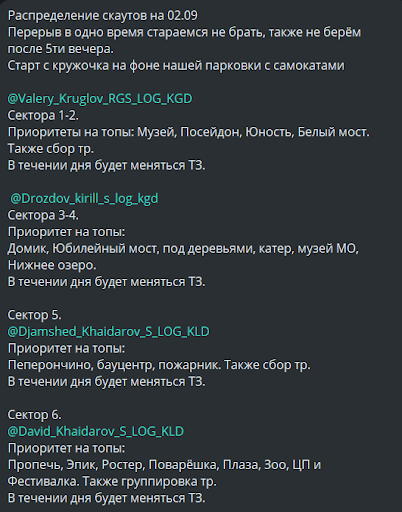 Распределение скаутов на 02.09
Перерыв в одно время стараемся не брать, также не берём
после 5ти вечера.
Старт с кружочка на фоне нашей парковки с самокатами
@Valery_Kruglov_RGS_LOG_KGD
Сектора 1-2.
Приоритеты на топы: Музей, Посейдон, Юность, Белый мост.
Также сбор тр.
В течении дня будет меняться ТЗ.
@Drozdov_kirill_s_log_kgd
Сектора 3-4.
Приоритет на топы:
Домик, Юбилейный мост, под деревьями, катер, музей МО,
Нижнее озеро.
В течении дня будет меняться ТЗ.
Сектор 5.
@Djamshed_Khaidarov_S_LOG_KLD
Приоритет на топы:
Пеперончино, бауцентр, пожарник. Также сбор тр.
В течении дня будет меняться ТЗ.
Сектор 6.
@David_Khaidarov_S_LOG_KLD
Приоритет на топы:
Пропечь, Эпик, Ростер, Поварёшка, Плаза, Зоо, ЦП и
Фестивалка. Также группировка тр.
В течении дня будет меняться ТЗ.